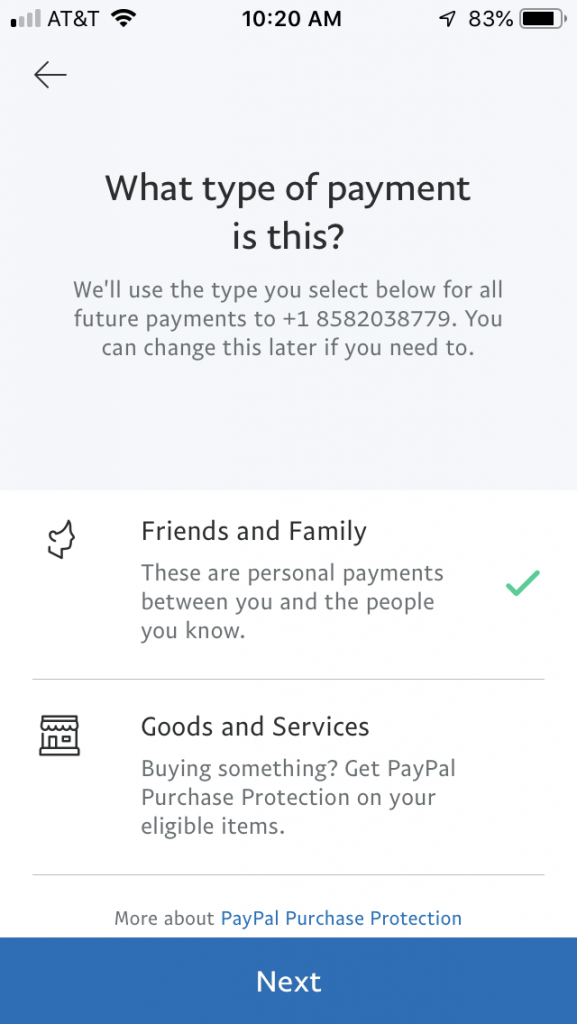 AT&T 10:20 AM 83%
What type of payment
is this?
We'll use the type you select below for all
future payments to +1 8582038779. You
can change this later if you need to.
Friends and Family
These are personal payments
between you and the people
you know.
Goods and Services
Buying something? Get PayPal
Purchase Protection on your
eligible items.
More about PayPal Purchase Protection
Next